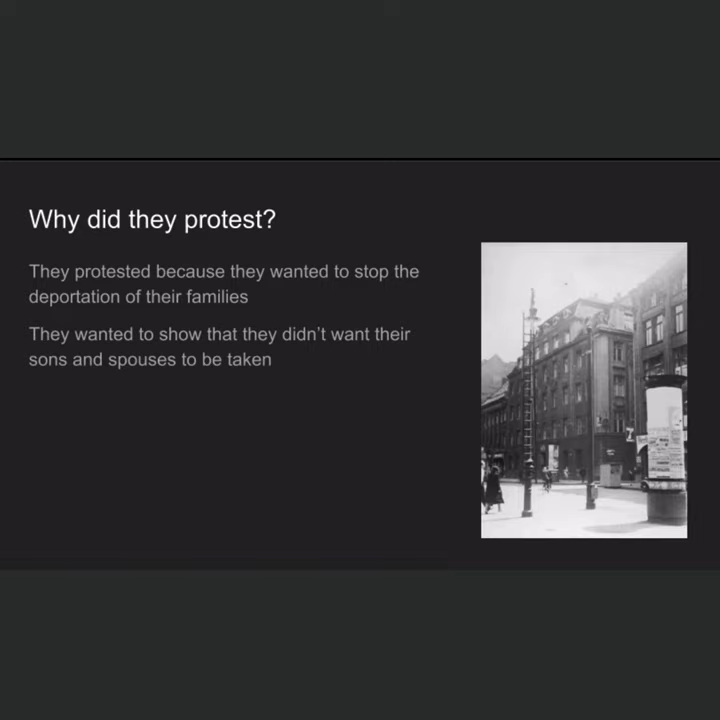 Why did they protest?
They protested because they wanted to stop the
deportation of their families
They wanted to show that they didn’t want their
sons and spouses to be taken